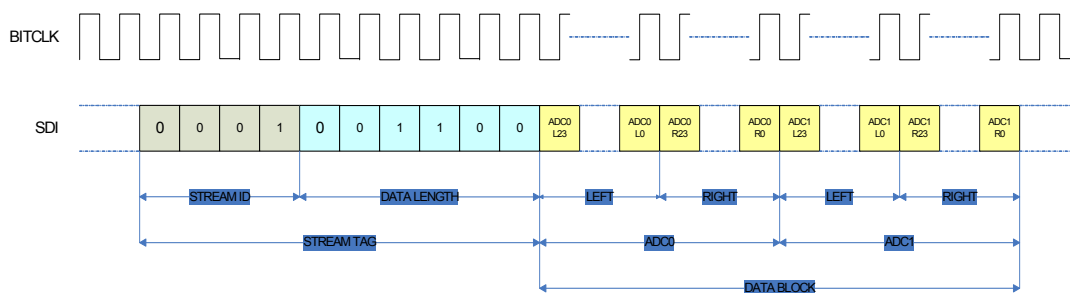 BITCLK
SDI
0 0 0 1 0 0 1 1 0 0
ADC0 L23
ADC0 L0
ADC0 R23
ADC0 R0
ADC1 L23
ADC1 L0
ADC1 R23
ADC1 R0
STREAM ID DATA LENGTH LEFT RIGHT LEFT RIGHT
STREAM TAG ADC0 ADC1
DATA BLOCK